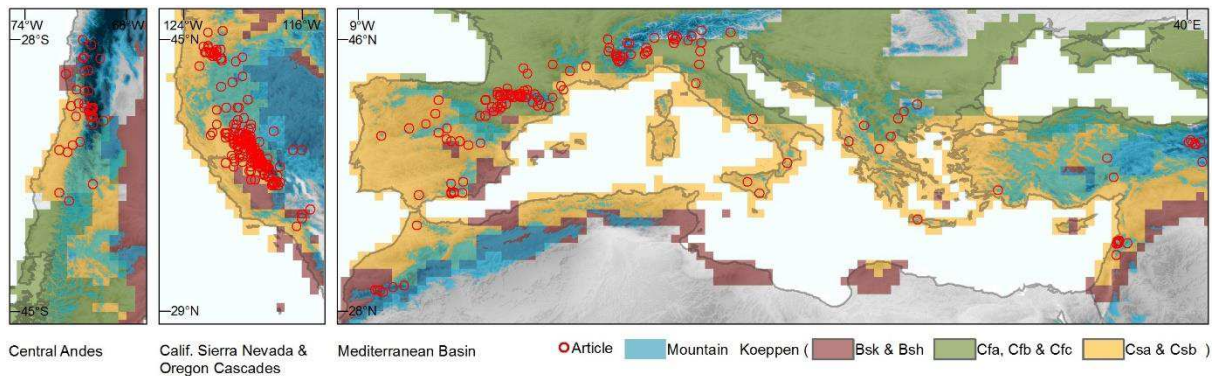 74°W 68°W
28°S
45°S
124°W 116°W
45°N
29°N
9°W
46°N
40°E
28°N
Central Andes
Calif. Sierra Nevada &
Oregon Cascades
Mediterranean Basin
Article Mountain Koeppen ( Bsk & Bsh Cfa, Cfb & Cfc Csa & Csb )